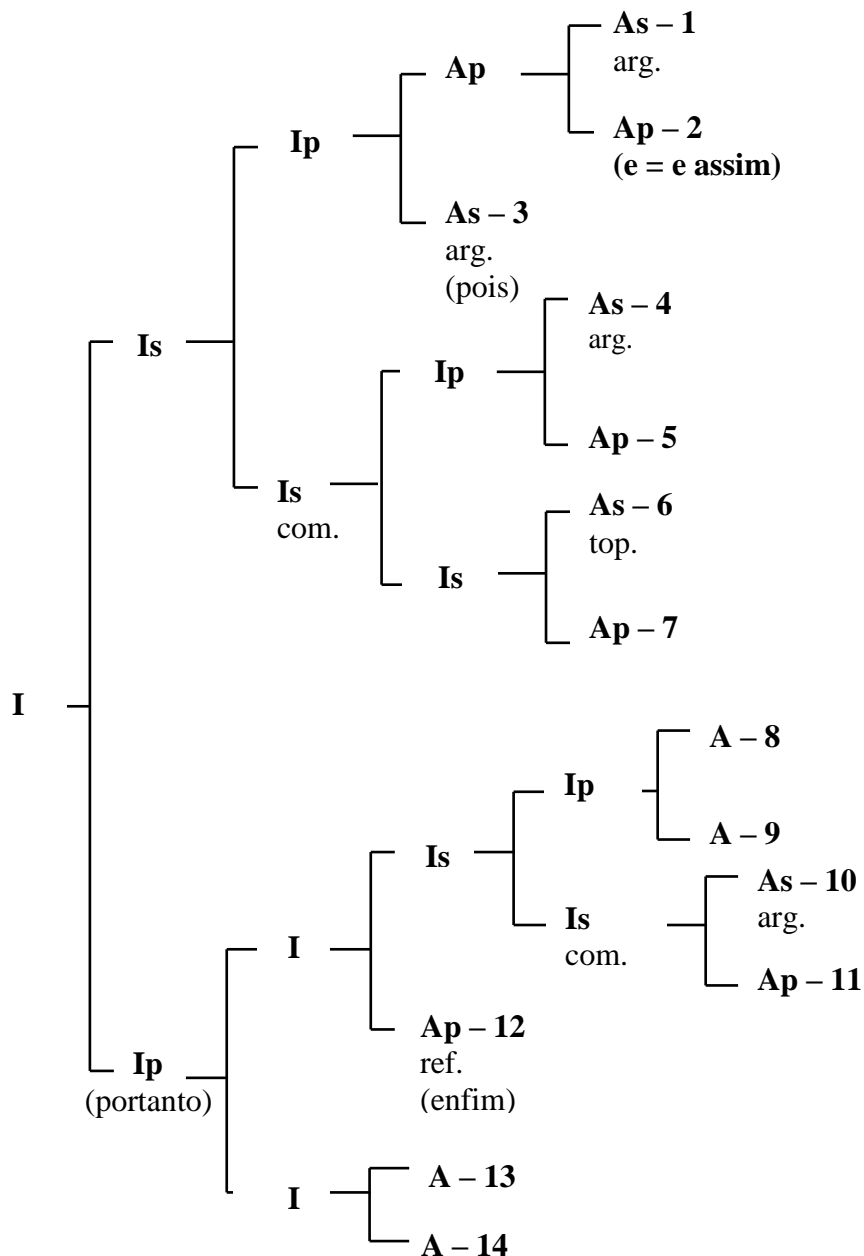 As – 1
arg.
Ap
Ap – 2
(e = e assim)
Ip
As – 3
arg.
(pois)
Is
As – 4
arg.
Ip
Ap – 5
Is
com.
As – 6
top.
Is
Ap – 7
I
A – 8
Ip
A – 9
Is
As – 10
arg.
Is
com.
I
Ap – 11
Ap – 12
ref.
(enfim)
Ip
(portanto)
A – 13
I
A – 14